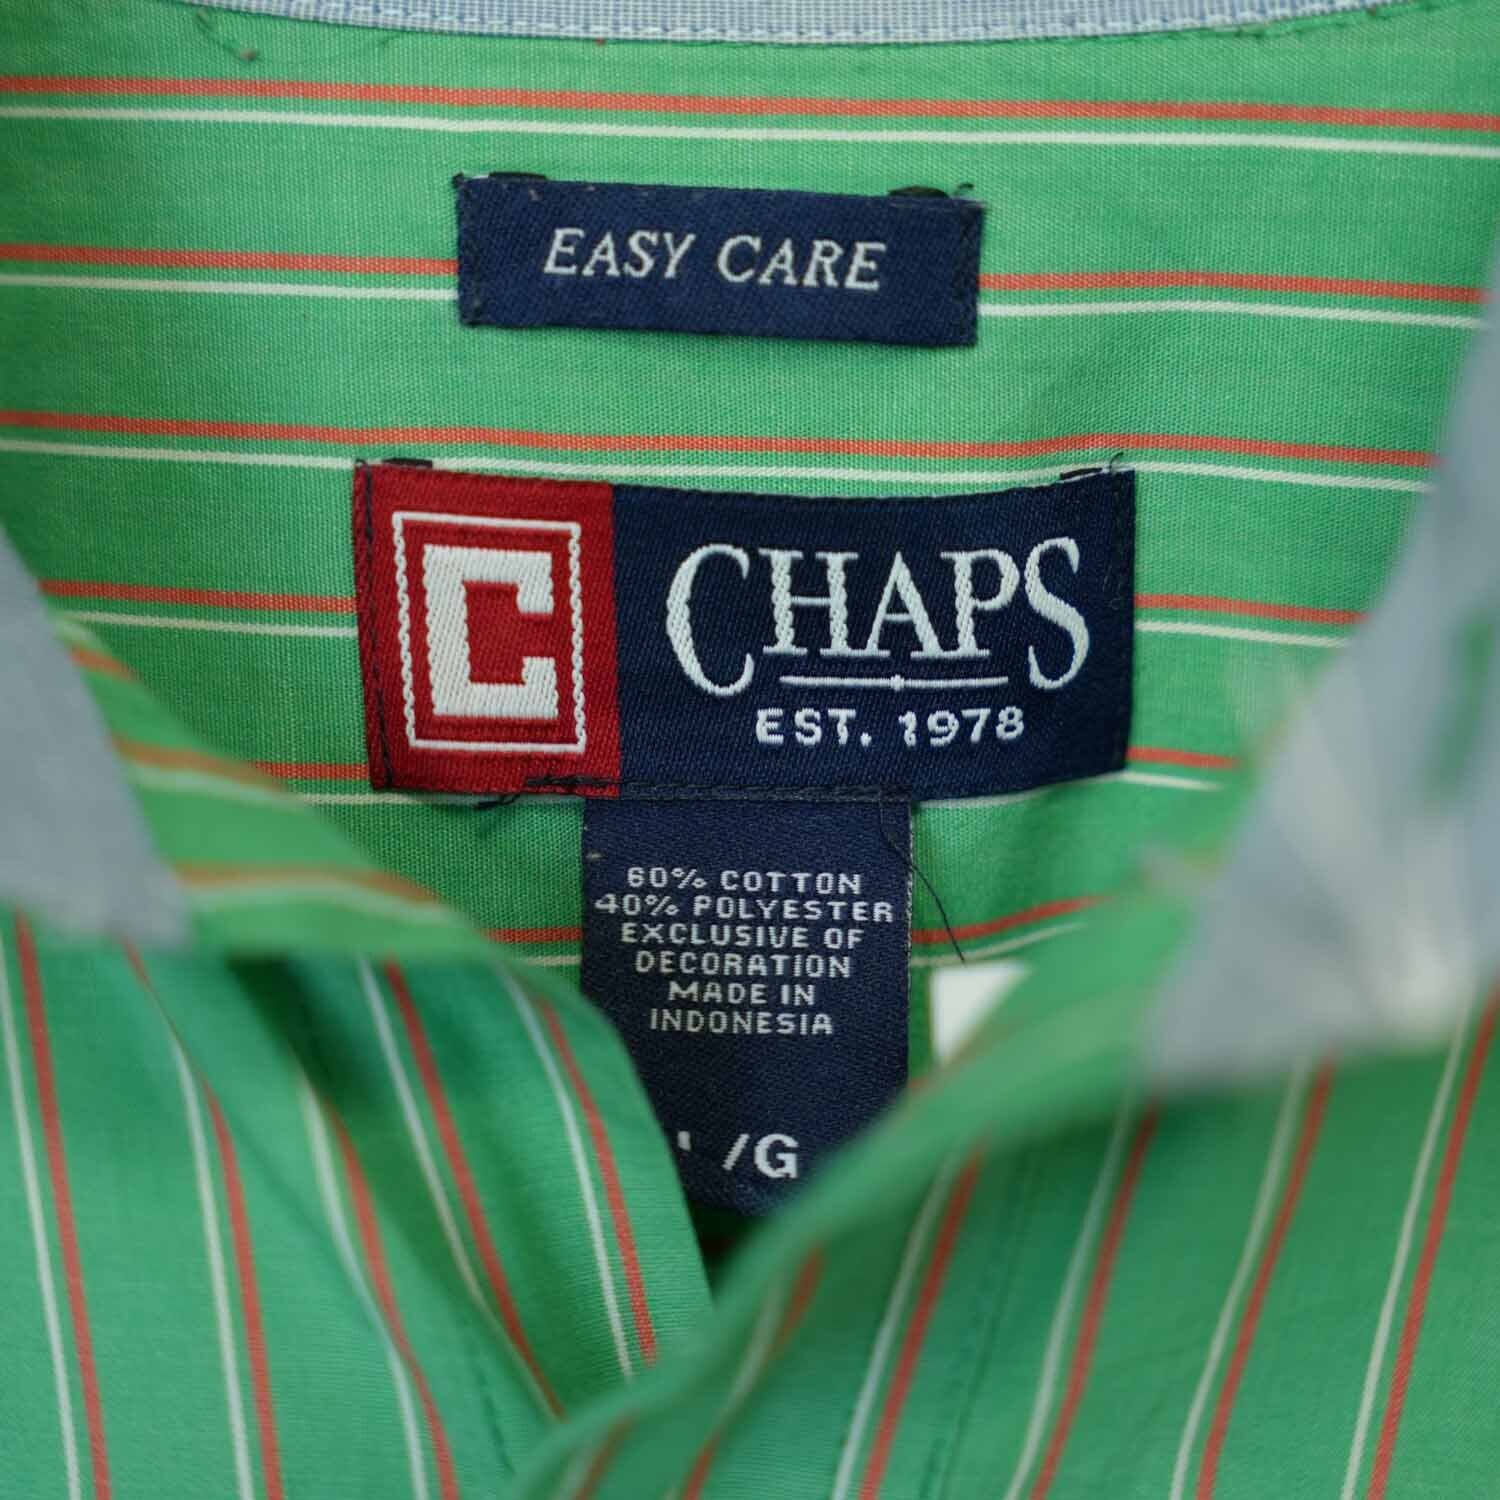 EASY CARE
C
CHAPS
EST. 1978
60% COTTON
40% POLYESTER
EXCLUSIVE OF
DECORATION
MADE IN
INDONESIA
/G